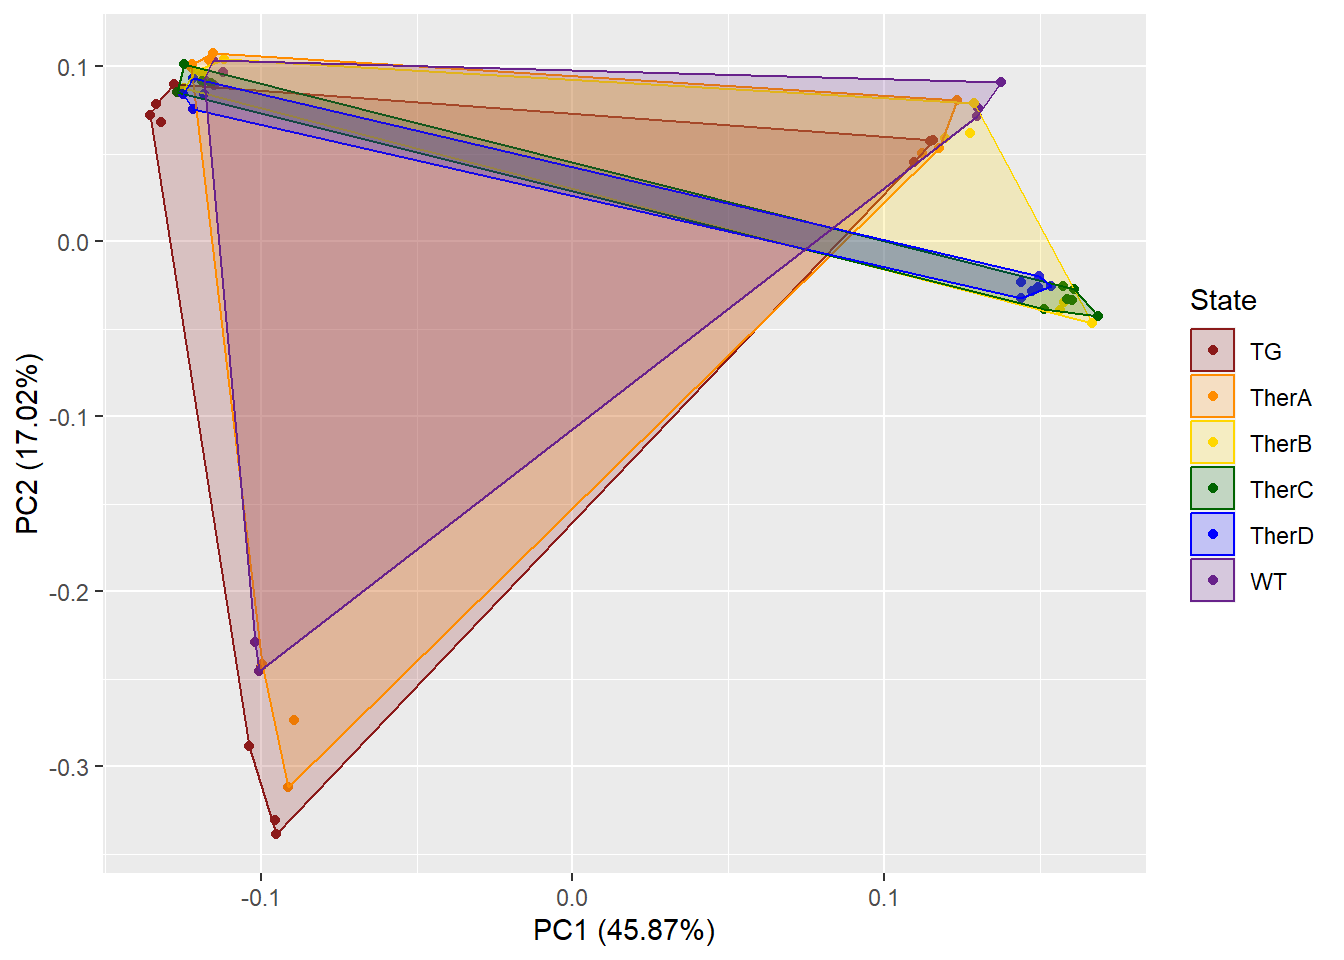 0.1
0.0
-0.1
-0.2
-0.3
PC2 (17.02%)
-0.1
0.0
0.1
PC1 (45.87%)
State
TG
TherA
TherB
TherC
TherD
WT